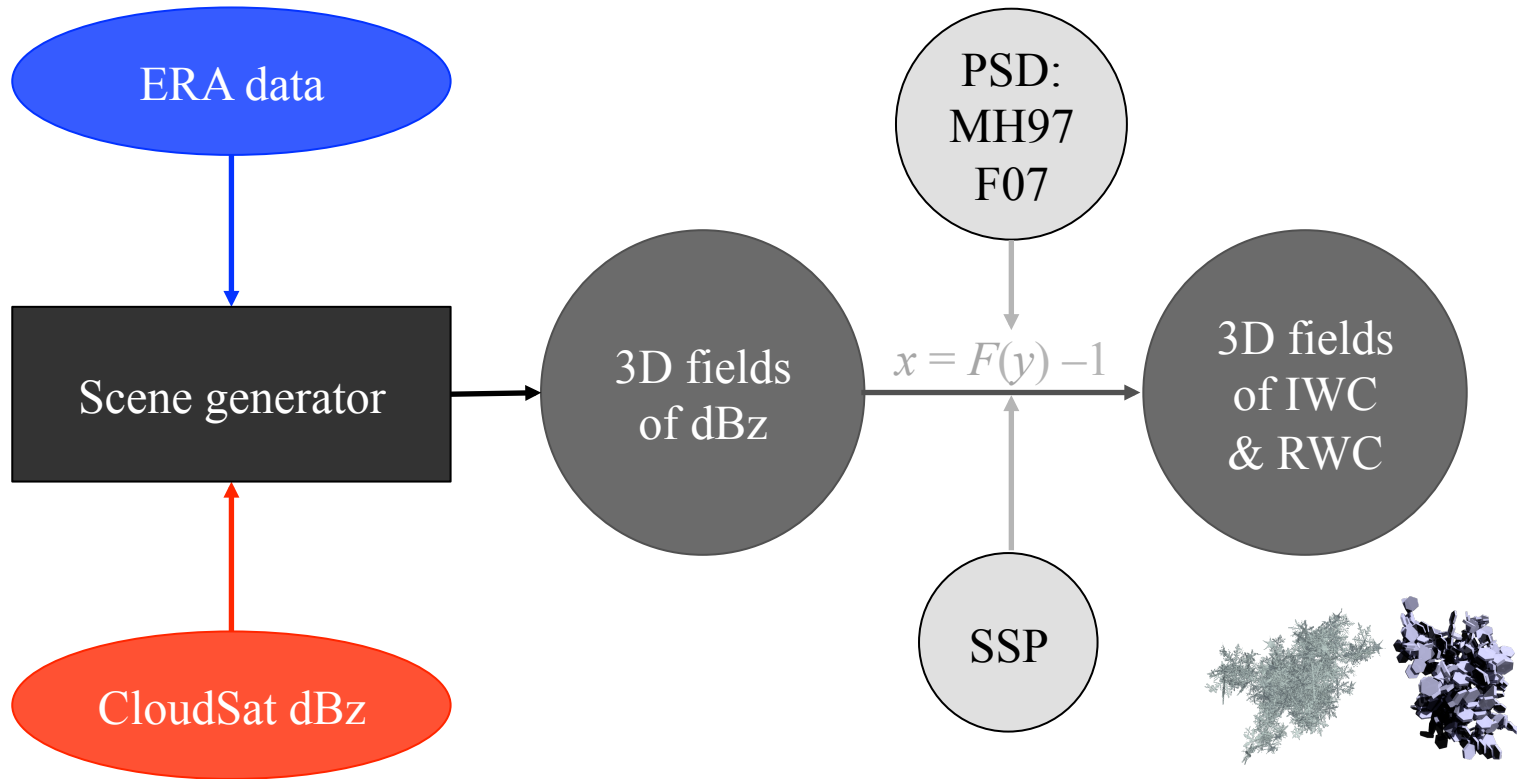 ERA data
PSD:
MH97
F07
Scene generator
3D fields
of dBz
x = F(y) –1
3D fields
of IWC
& RWC
CloudSat dBz
SSP